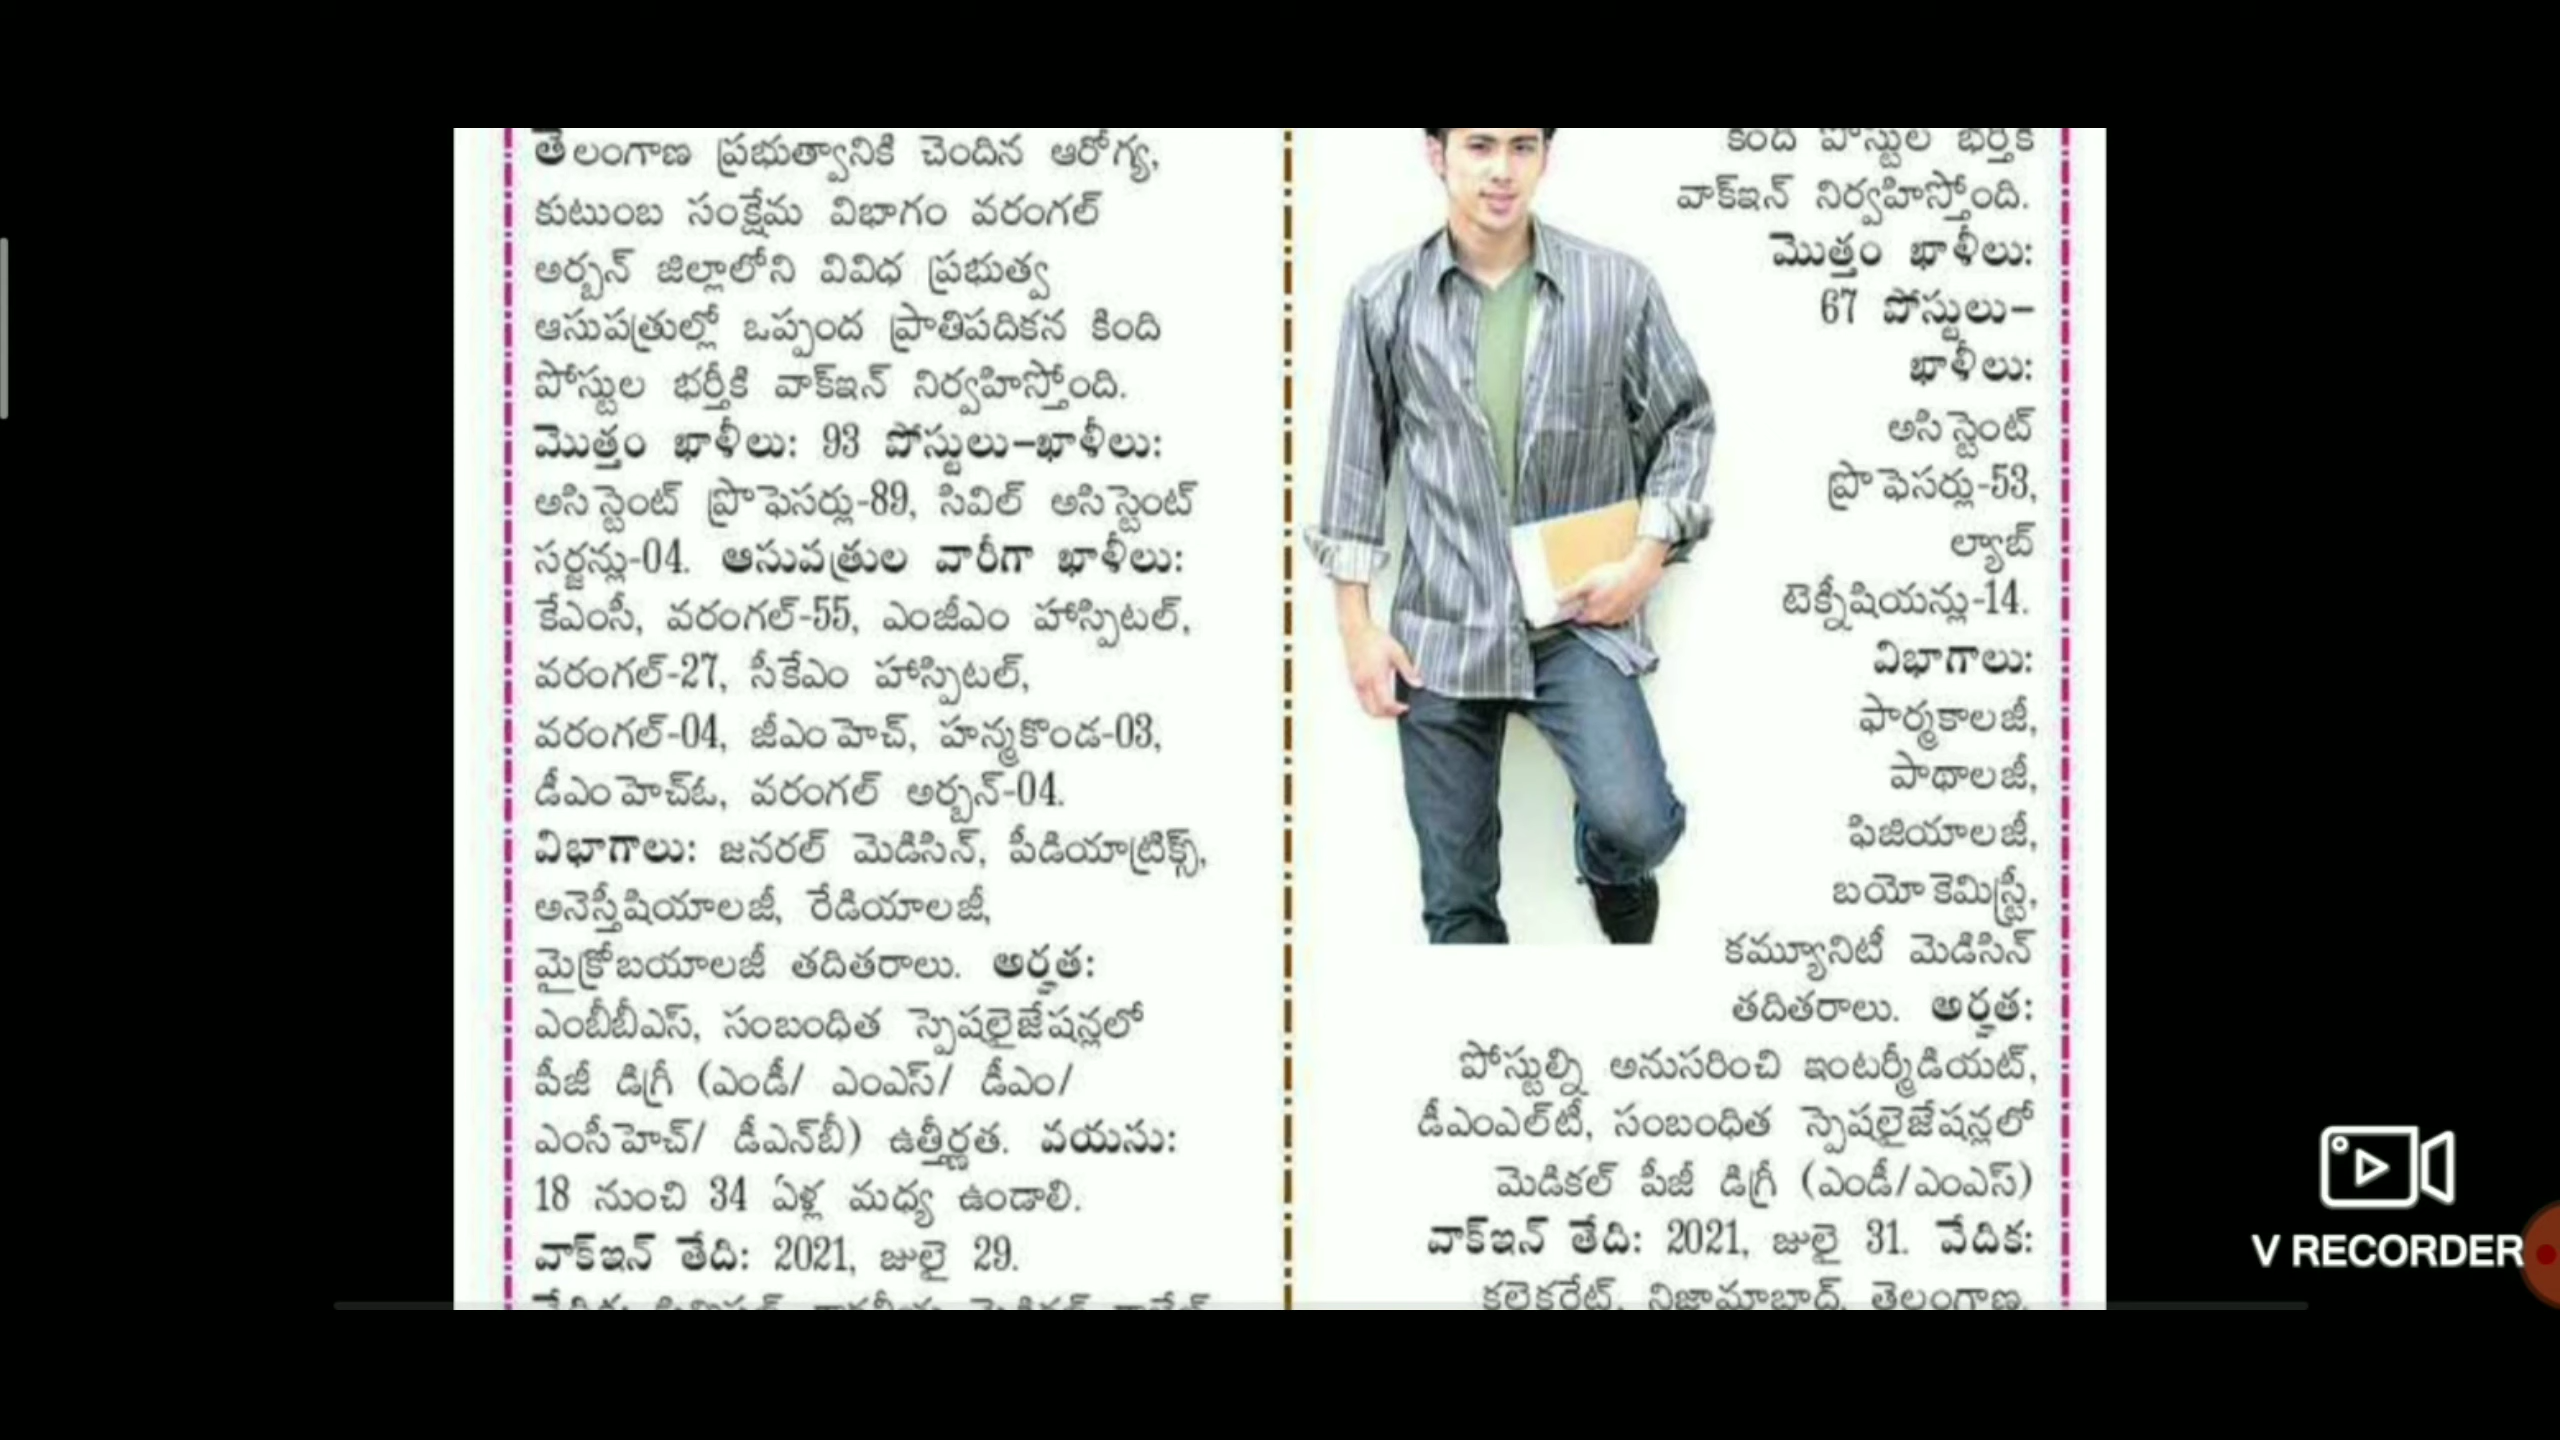 తెలంగాణ ప్రభుత్వానికి చెందిన ఆరోగ్య,
కుటుంబ సంక్షేమ విభాగం వరంగల్
అర్బన్ జిల్లాలోని వివిధ ప్రభుత్వ
ఆసుపత్రుల్లో ఒప్పంద ప్రాతిపదికన కింది
పోస్టుల భర్తీకి వాక్ఇన్ నిర్వహిస్తోంది.
మొత్తం ఖాళీలు: 93 పోస్టులు–ఖాళీలు:
అసిస్టెంట్ ప్రొఫెసర్లు-89, సివిల్ అసిస్టెంట్
సర్జన్లు-04. ఆసుపత్రుల వారీగా ఖాళీలు:
కేఎంసీ, వరంగల్-55, ఎంజీఎం హాస్పిటల్,
వరంగల్-27, సీకేఎం హాస్పిటల్,
వరంగల్-04, జీఎంహెచ్, హన్మకొండ-03,
డీఎంహెచ్ఓ, వరంగల్ అర్బన్-04.
విభాగాలు: జనరల్ మెడిసిన్, పీడియాట్రిక్స్,
అనెస్తీషియాలజీ, రేడియాలజీ,
మైక్రోబయాలజీ తదితరాలు. అర్హత:
ఎంబీబీఎస్, సంబంధిత స్పెషలైజేషన్లలో
పీజీ డిగ్రీ (ఎండీ/ ఎంఎస్/ డీఎం/
ఎంసీహెచ్/ డీఎన్‌బీ) ఉత్తీర్ణత. వయసు:
18 నుంచి 34 ఏళ్ల మధ్య ఉండాలి.
వాక్ఇన్ తేది: 2021, జులై 29.
కింది పోస్టుల భర్తీకి
వాక్ఇన్ నిర్వహిస్తోంది.
మొత్తం ఖాళీలు:
67 పోస్టులు–
ఖాళీలు:
అసిస్టెంట్
ప్రొఫెసర్లు-53,
ల్యాబ్
టెక్నీషియన్లు-14.
విభాగాలు:
ఫార్మకాలజీ,
పాథాలజీ,
ఫిజియాలజీ,
బయోకెమిస్ట్రీ,
కమ్యూనిటీ మెడిసిన్
తదితరాలు. అర్హత:
పోస్టుల్ని అనుసరించి ఇంటర్మీడియట్,
డీఎంఎల్‌టీ, సంబంధిత స్పెషలైజేషన్లలో
మెడికల్ పీజీ డిగ్రీ (ఎండీ/ఎంఎస్)
వాక్ఇన్ తేది: 2021, జులై 31. వేదిక:
కలెక్టరేట్, నిజామాబాద్, తెలంగాణ.
V RECORDER